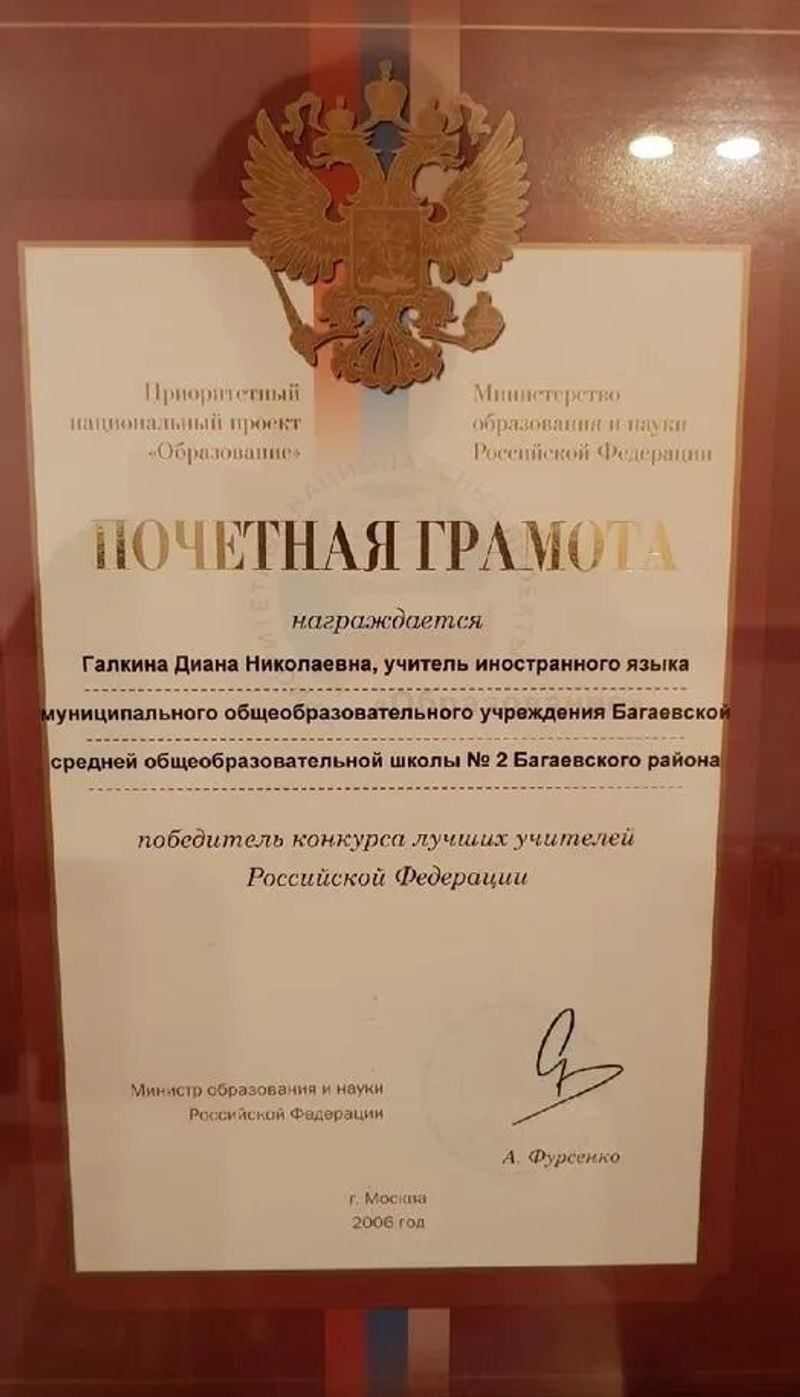 Приоритетный
национальный проект
«Образование»
Министерство
образования и науки
Российской Федерации
ПОЧЕТНАЯ ГРАМОТА
награждается
Галкина Диана Николаевна, учитель иностранного языка
муниципального общеобразовательного учреждения Багаевской
средней общеобразовательной школы № 2 Багаевского района
победитель конкурса лучших учителей
Российской Федерации
Министр образования и науки
Российской Федерации
А. Фурсенко
г. Москва
2006 год